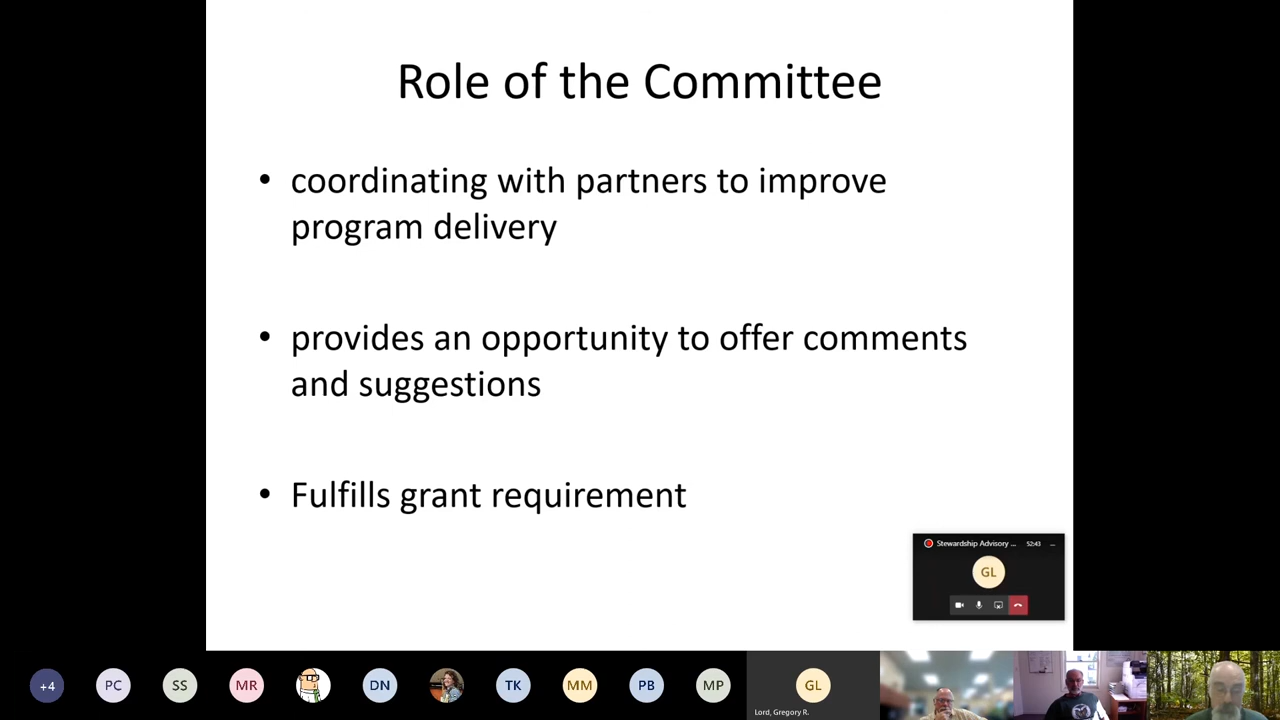 Role of the Committee
• coordinating with partners to improve
program delivery
• provides an opportunity to offer comments
and suggestions
• Fulfills grant requirement
Stewardship Advisory ... 52:43 ...
GL
+4 PC SS MR DN TK MM PB MP GL
Lord, Gregory R.